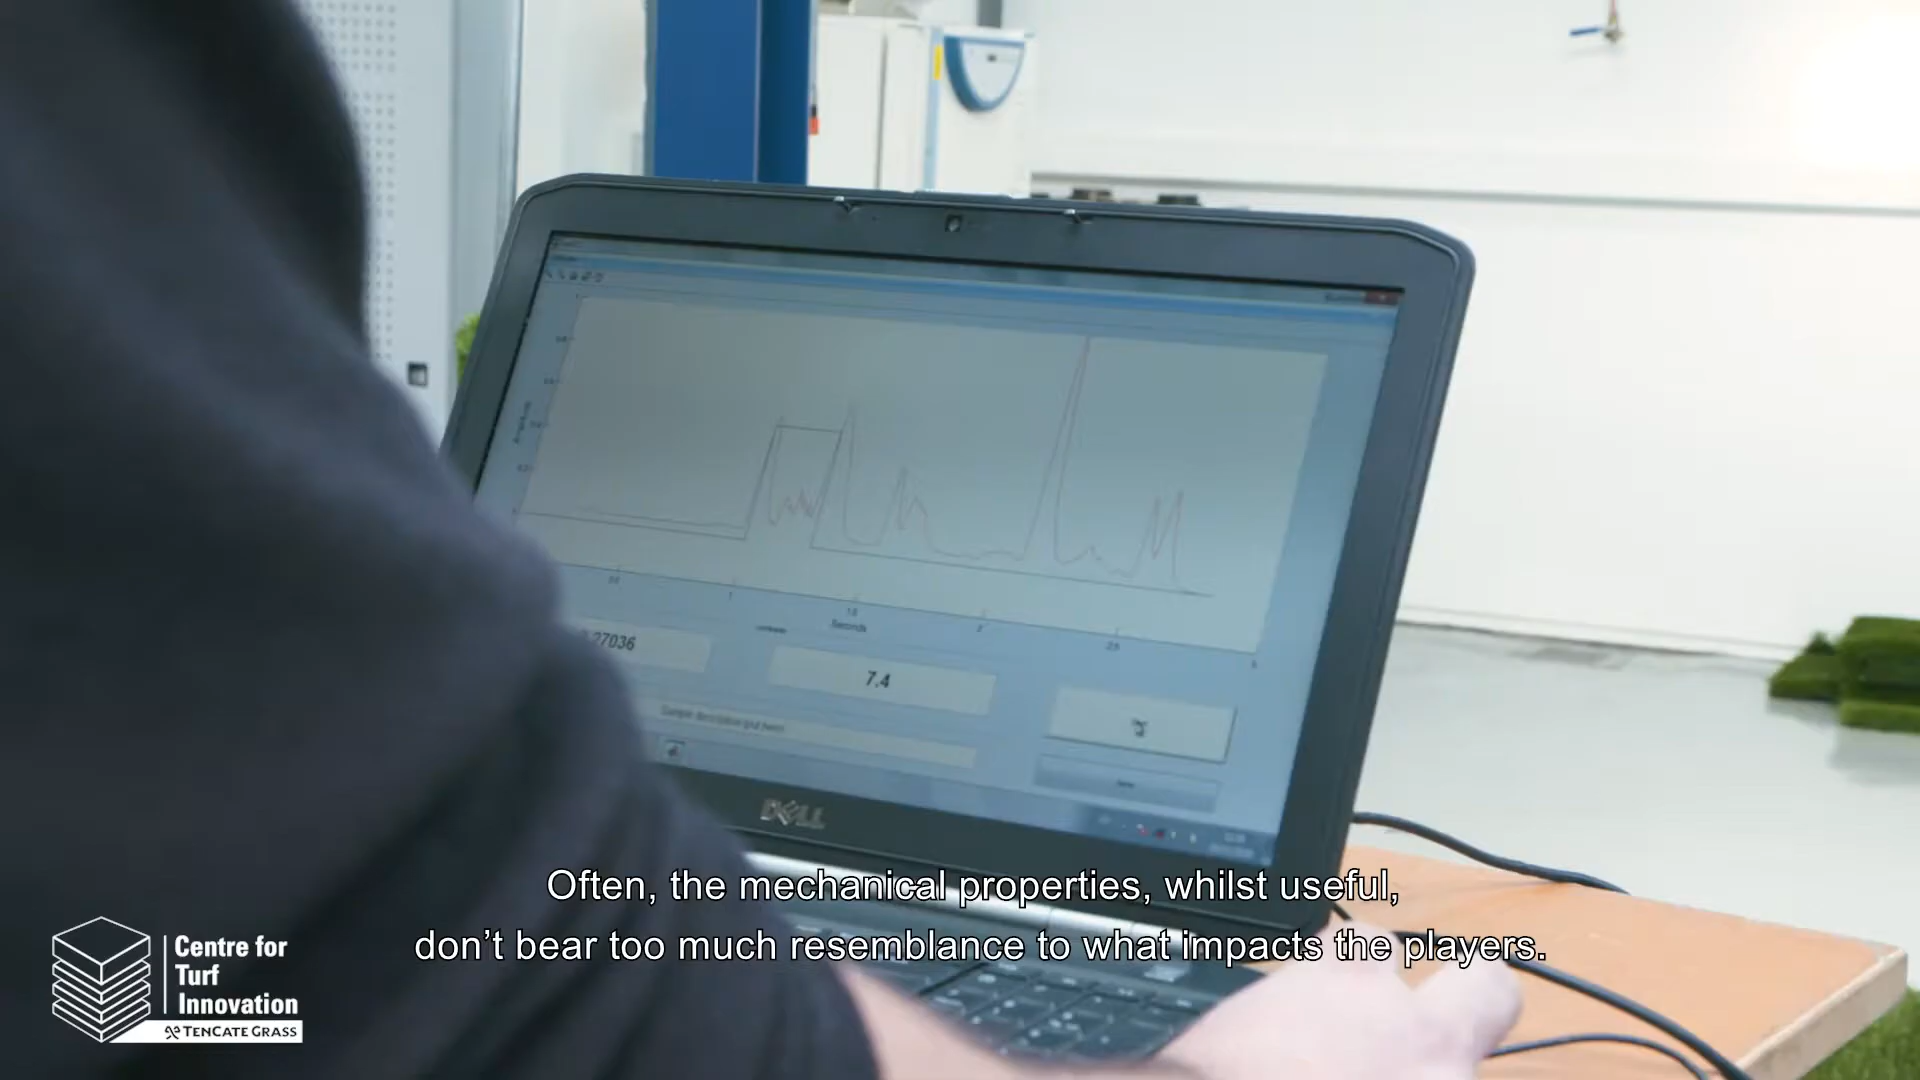 Seconds
27036
7.4
DELL
Often, the mechanical properties, whilst useful,
don't bear too much resemblance to what impacts the players.
Centre for
Turf
Innovation
TENCATE GRASS